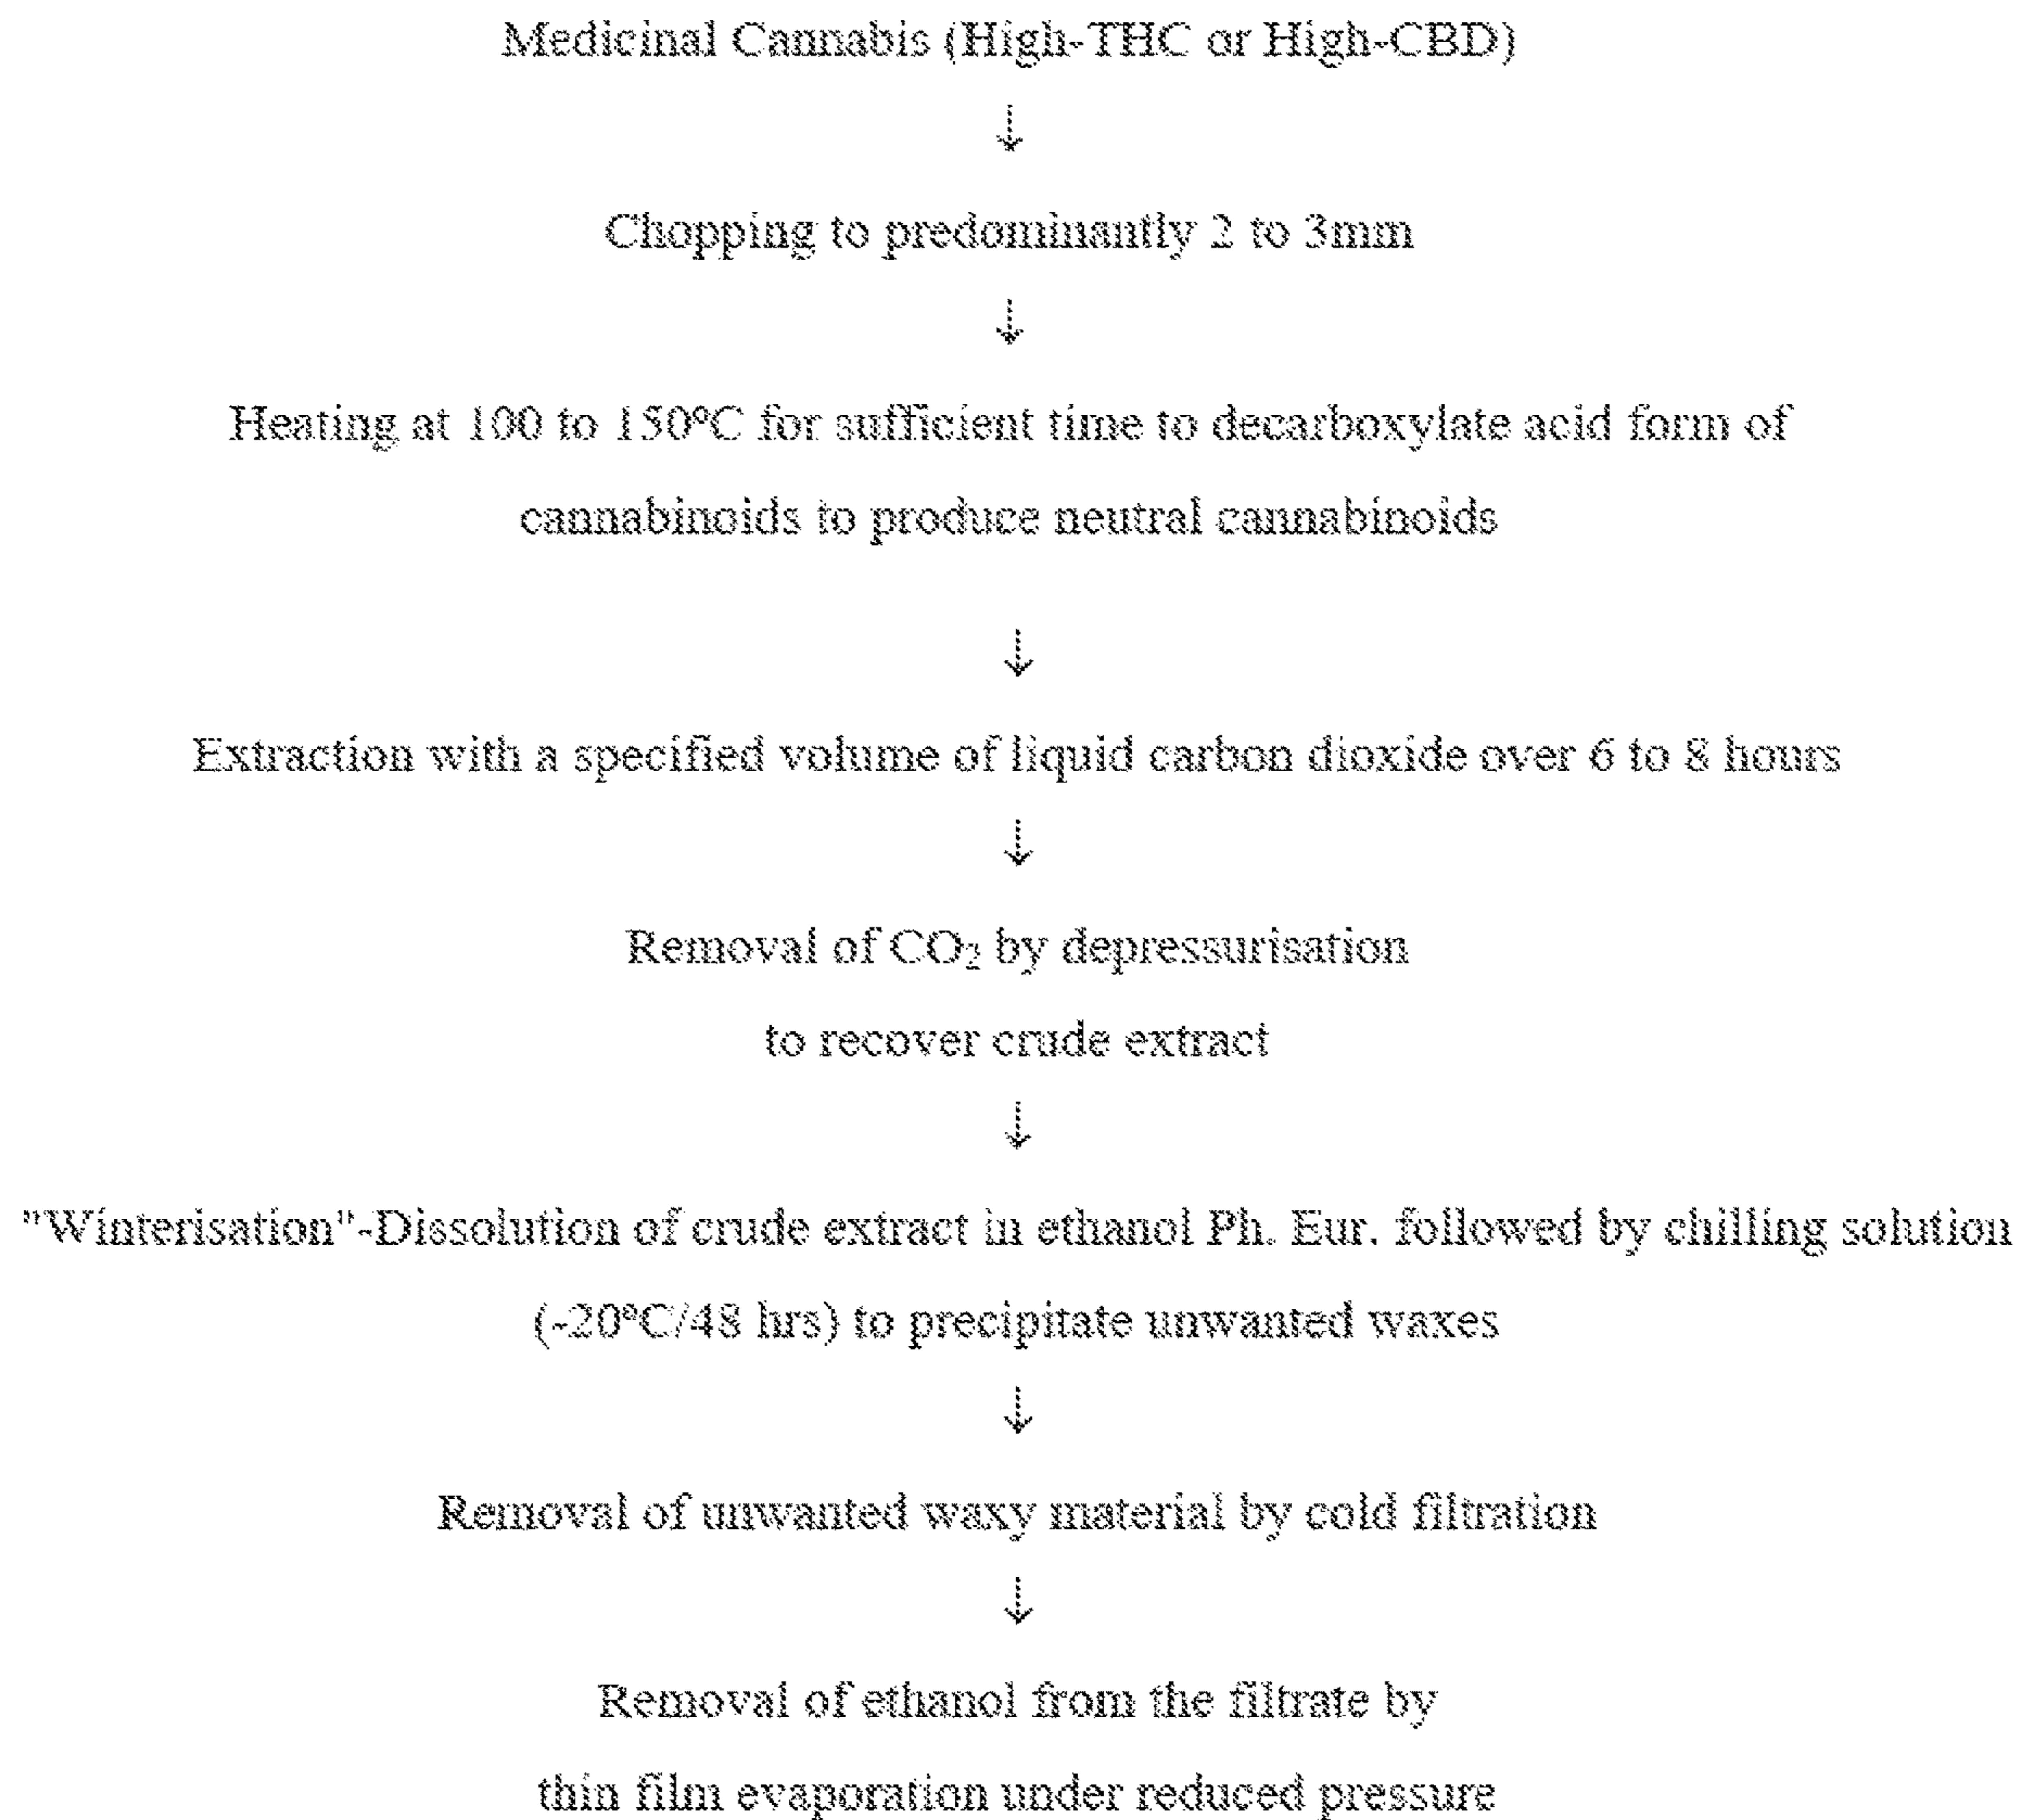 Medicinal Cannabis (High-THC or High-CBD)
↓
Chopping to predominantly 2 to 3mm
↓
Heating at 100 to 150ºC for sufficient time to decarboxylate acid form of
cannabinoids to produce neutral cannabinoids
↓
Extraction with a specified volume of liquid carbon dioxide over 6 to 8 hours
↓
Removal of CO₂ by depressurisation
to recover crude extract
↓
"Winterisation"-Dissolution of crude extract in ethanol Ph. Eur. followed by chilling solution
(-20ºC/48 hrs) to precipitate unwanted waxes
↓
Removal of unwanted waxy material by cold filtration
↓
Removal of ethanol from the filtrate by
thin film evaporation under reduced pressure